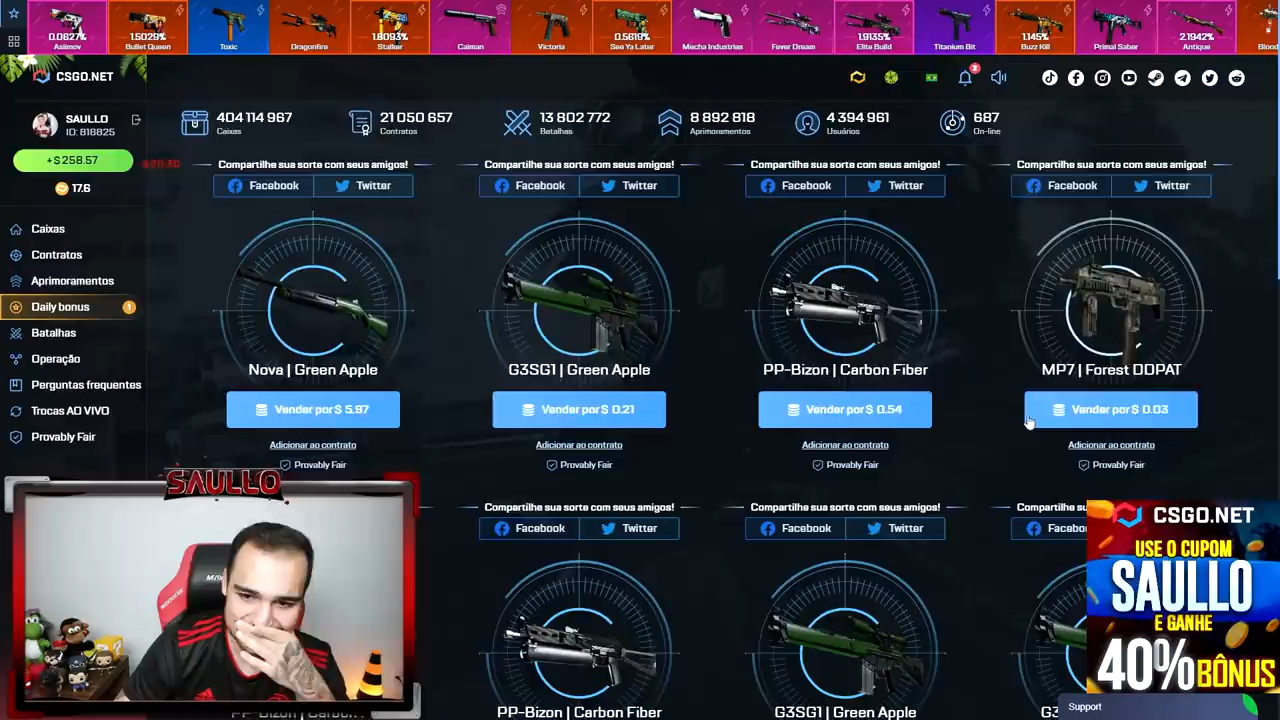 0.0627%
Asiimov
1.5029%
Bullet Queen
Toxic
Dragonfire
1.6093%
Stalker
Caiman
Victoria
0.5619%
See Ya Later
Mecha Industries
Fever Dream
1.9135%
Elite Build
Titanium Bit
1.145%
Buzz Kill
Primal Saber
2.1942%
Antique
CSGO.NET
2
SAULLO
ID: 818825
+$258.57
17.6
404 114 967
Caixas
21 050 657
Contratos
13 802 772
Batalhas
8 892 818
Aprimoramentos
4 394 961
Usuários
687
On-line
Caixas
Contratos
Aprimoramentos
Daily bonus 1
Batalhas
Operação
Perguntas frequentes
Trocas AO VIVO
Provably Fair
Compartilhe sua sorte com seus amigos! Compartilhe sua sorte com seus amigos! Compartilhe sua sorte com seus amigos! Compartilhe sua sorte com seus amigos!
Facebook Twitter Facebook Twitter Facebook Twitter Facebook Twitter
Nova | Green Apple G3SG1 | Green Apple PP-Bizon | Carbon Fiber MP7 | Forest DDPAT
Vender por $ 5.97 Vender por $ 0.21 Vender por $ 0.54 Vender por $ 0.03
Adicionar ao contrato Adicionar ao contrato Adicionar ao contrato Adicionar ao contrato
Provably Fair Provably Fair Provably Fair Provably Fair
Compartilhe sua sorte com seus amigos! Compartilhe sua sorte com seus amigos! Compartilhe su
Facebook Twitter Facebook Twitter Facebo
PP-Bizon | Carbon Fiber G3SG1 | Green Apple
SAULLO
CSGO.NET
USE O CUPOM
SAULLO
E GANHE
40% BÔNUS
Support